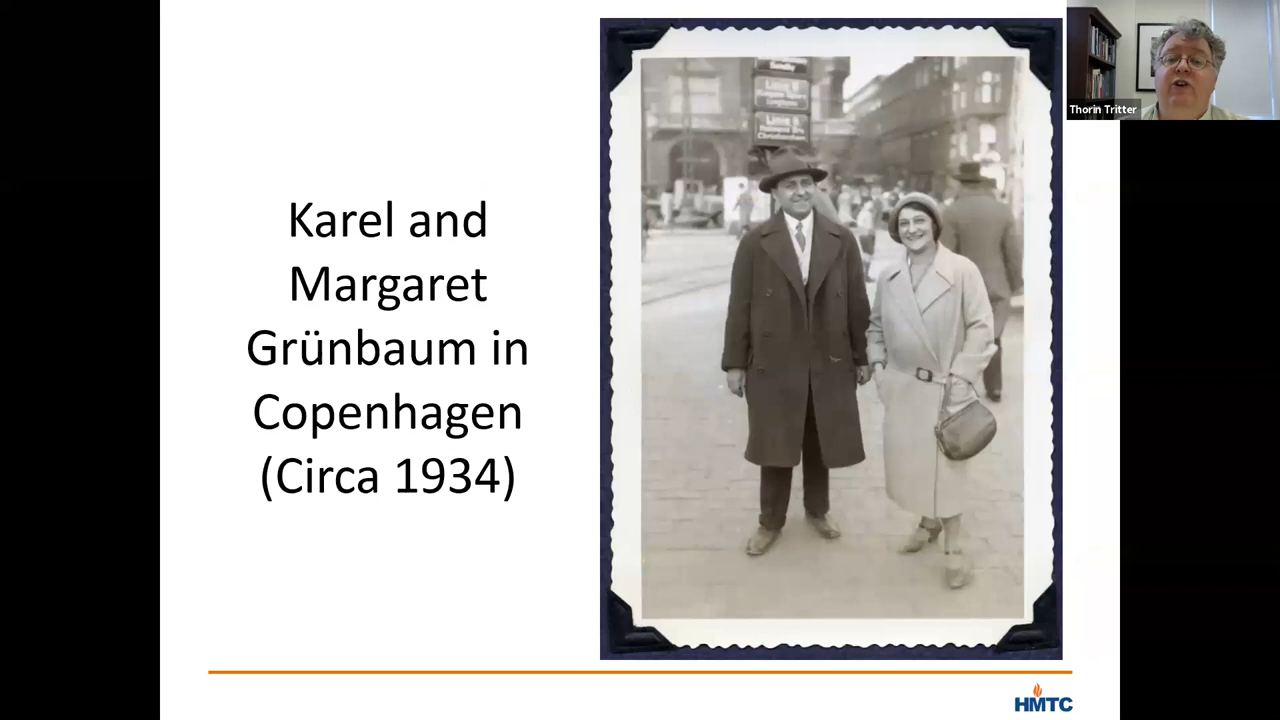 Karel and
Margaret
Grünbaum in
Copenhagen
(Circa 1934)
Thorin Tritter
HMTC